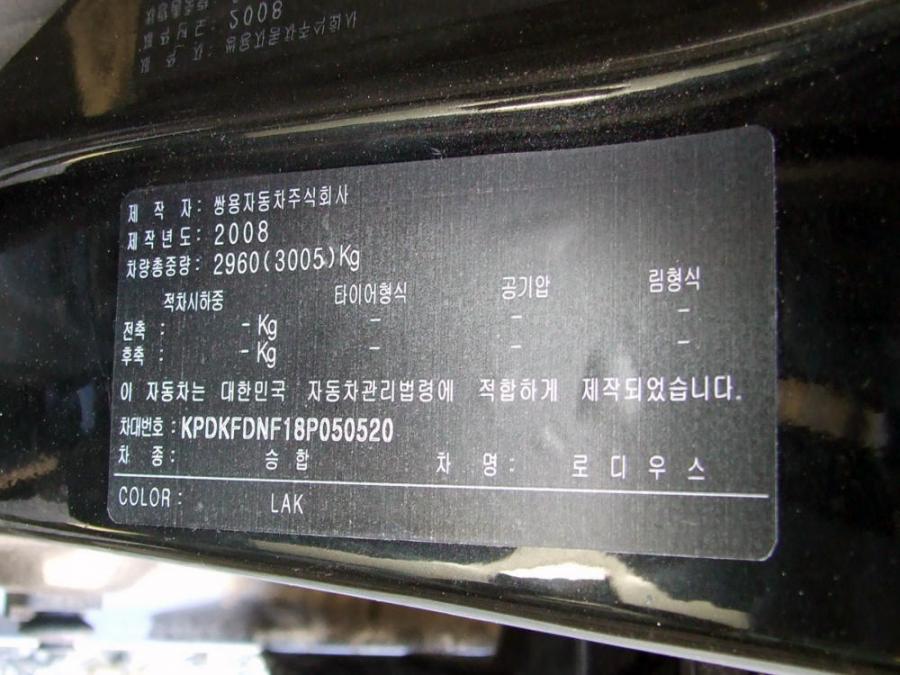 2008
제 작 자: 쌍용자동차주식회사
제작년도: 2008
차량총중량: 2960(3005)Kg
적차시하중 타이어형식 공기압 림형식
전축 : - Kg - - -
후축 : - Kg - - -
이 자동차는 대한민국 자동차관리법령에 적합하게 제작되었습니다.
차대번호 : KPDKFDNF18P050520
차 종: 승 합 차 명: 로 디 우 스
COLOR: LAK